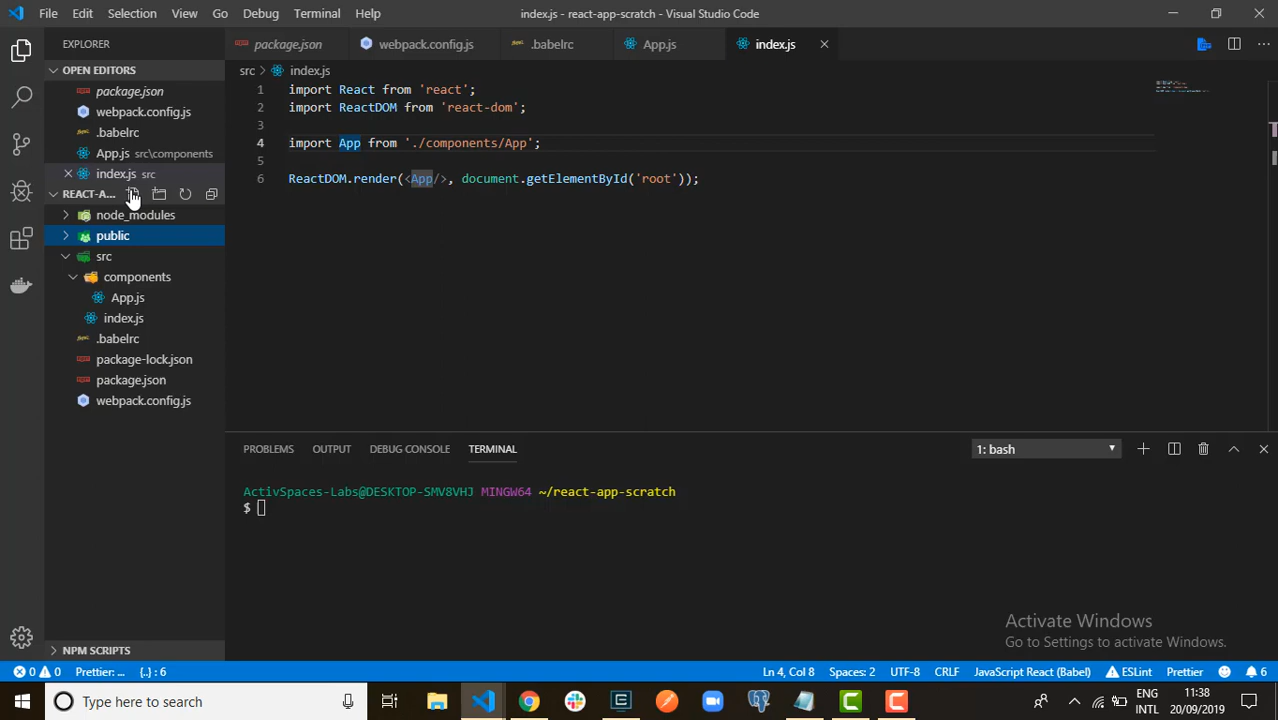 File Edit Selection View Go Debug Terminal Help
index.js - react-app-scratch - Visual Studio Code
EXPLORER
package.json webpack.config.js .babelrc App.js index.js
OPEN EDITORS
package.json
webpack.config.js
.babelrc
App.js src\components
index.js src
REACT-A...
node_modules
public
src
components
App.js
index.js
.babelrc
package-lock.json
package.json
webpack.config.js
NPM SCRIPTS
src > index.js
1 import React from 'react';
2 import ReactDOM from 'react-dom';
3
4 import App from './components/App';
5
6 ReactDOM.render(<App/>, document.getElementById('root'));
PROBLEMS OUTPUT DEBUG CONSOLE TERMINAL
1: bash
ActivSpaces-Labs@DESKTOP-SMV8VHJ MINGW64 ~/react-app-scratch
$
Activate Windows
Go to Settings to activate Windows.
0 0 Prettier: ... {..} : 6
Ln 4, Col 8 Spaces: 2 UTF-8 CRLF JavaScript React (Babel) ESLint Prettier 6
Type here to search
ENG
INTL
11:38
20/09/2019